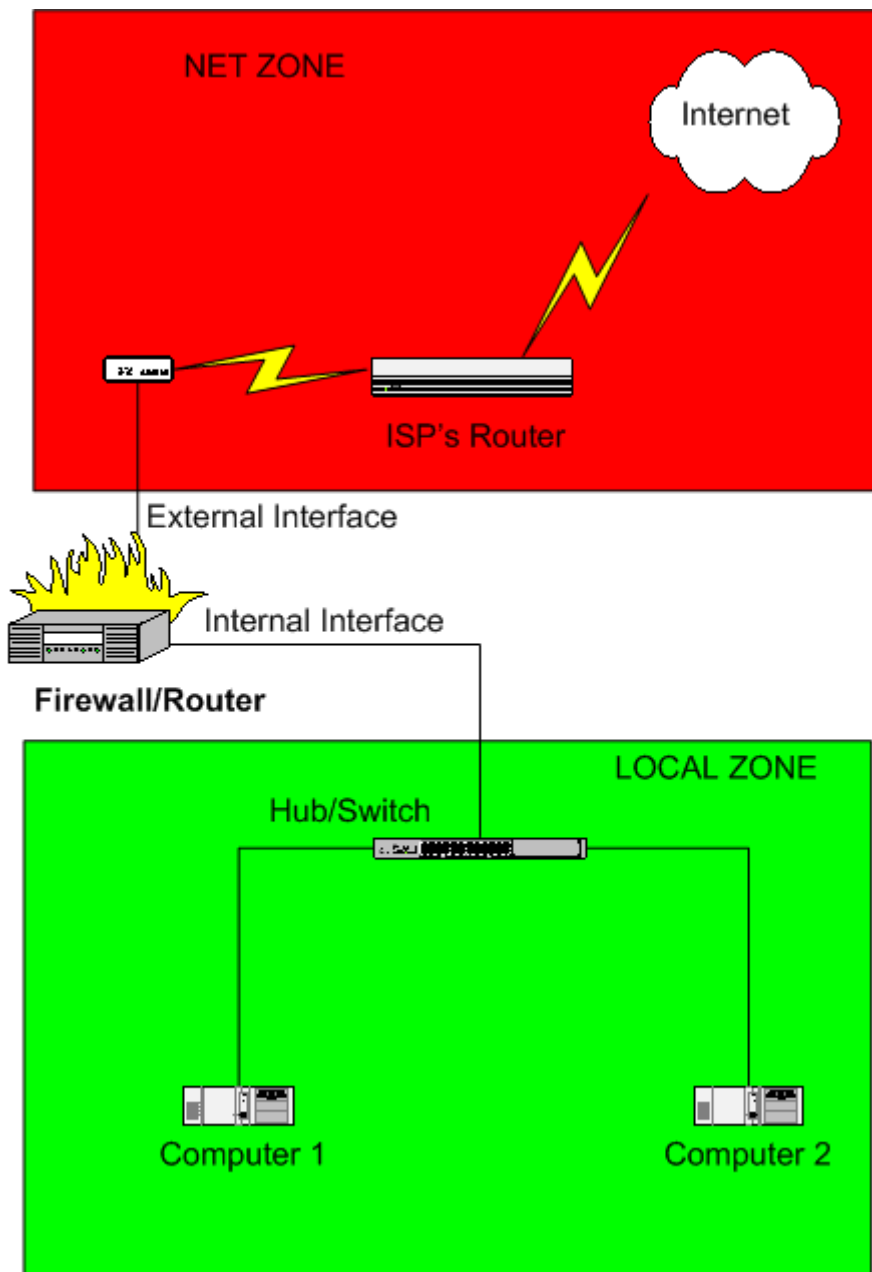 NET ZONE
Internet
ISP's Router
External Interface
Internal Interface
Firewall/Router
LOCAL ZONE
Hub/Switch
Computer 1
Computer 2